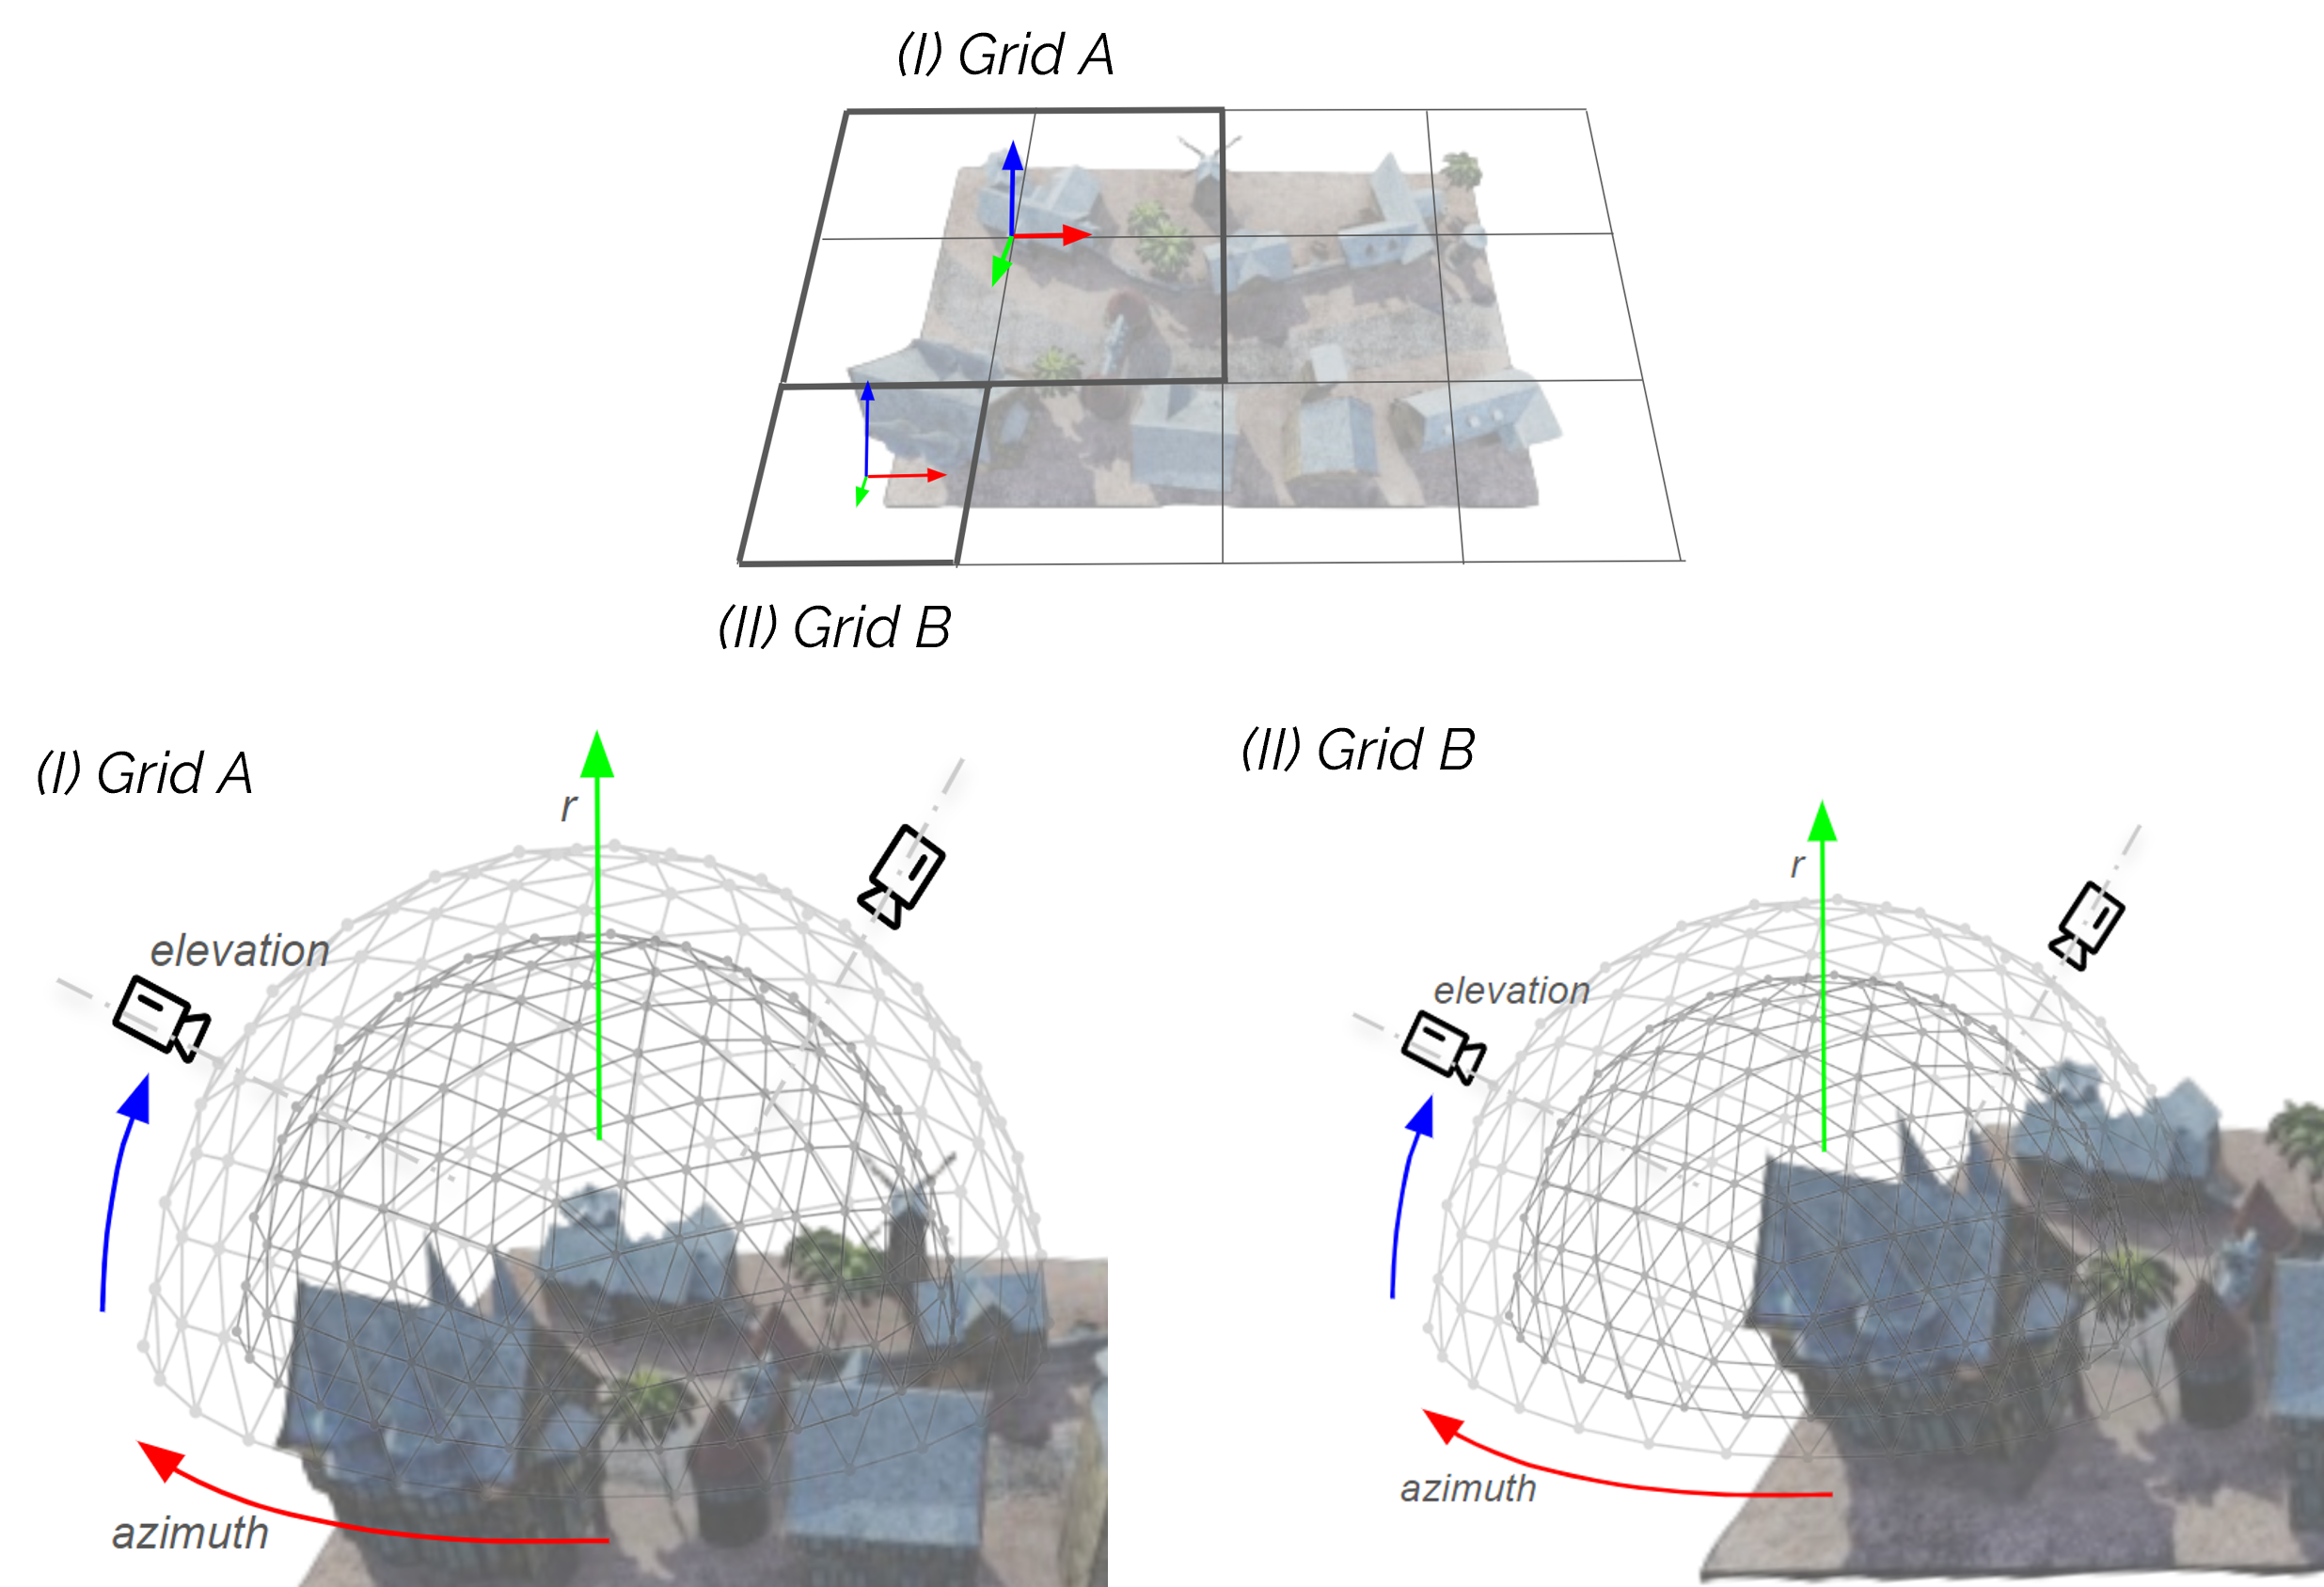 (I) Grid A
(II) Grid B
(I) Grid A
r
elevation
azimuth
(II) Grid B
r
elevation
azimuth